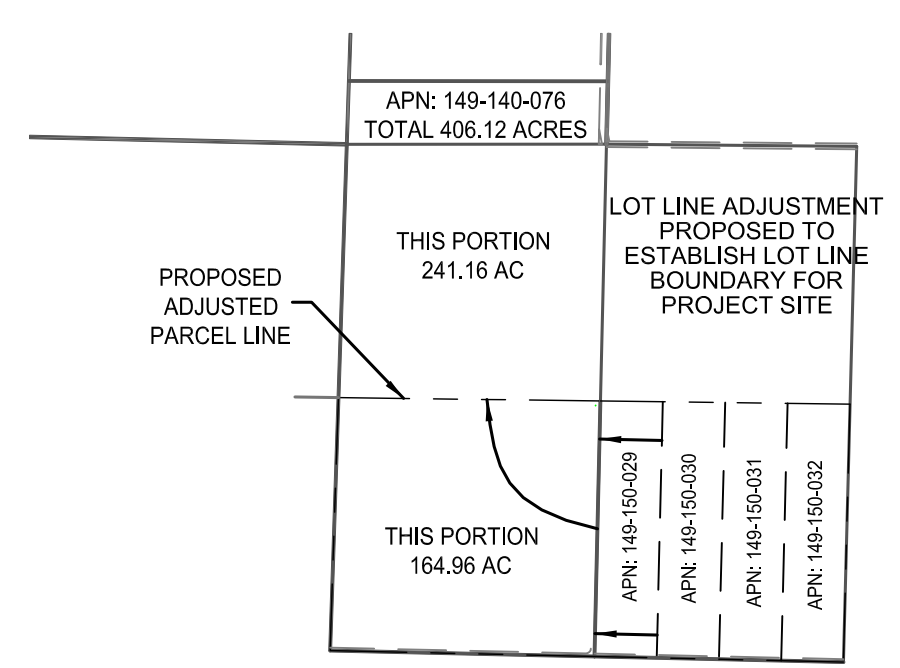 APN: 149-140-076
TOTAL 406.12 ACRES
THIS PORTION
241.16 AC
LOT LINE ADJUSTMENT
PROPOSED TO
ESTABLISH LOT LINE
BOUNDARY FOR
PROJECT SITE
PROPOSED
ADJUSTED
PARCEL LINE
THIS PORTION
164.96 AC
APN: 149-150-029
APN: 149-150-030
APN: 149-150-031
APN: 149-150-032